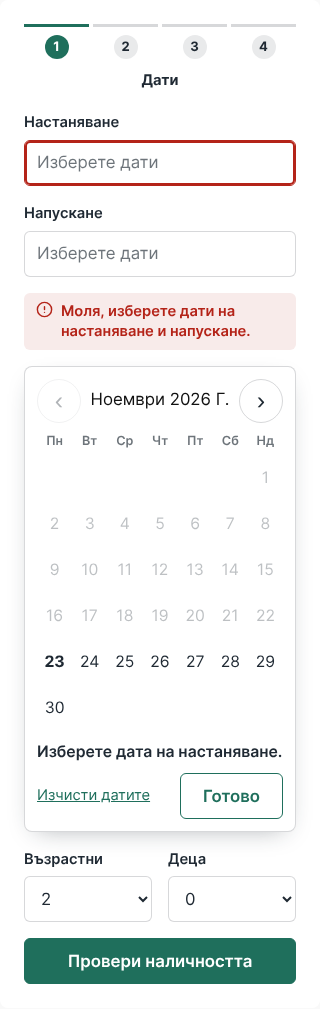 1 2 3 4
Дати
Настаняване
Изберете дати
Напускане
Изберете дати
Моля, изберете дати на
настаняване и напускане.
‹ Ноември 2026 Г. ›
Пн Вт Ср Чт Пт Сб Нд
1
2 3 4 5 6 7 8
9 10 11 12 13 14 15
16 17 18 19 20 21 22
23 24 25 26 27 28 29
30
Изберете дата на настаняване.
Изчисти датите Готово
Възрастни Деца
2 0
Провери наличността